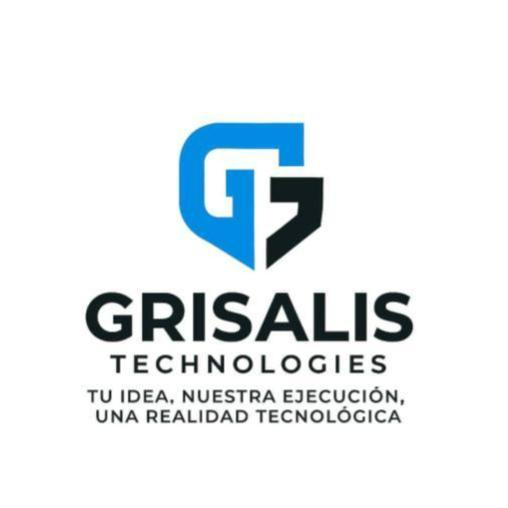 GRISALIS
TECHNOLOGIES
TU IDEA, NUESTRA EJECUCIÓN,
UNA REALIDAD TECNOLÓGICA